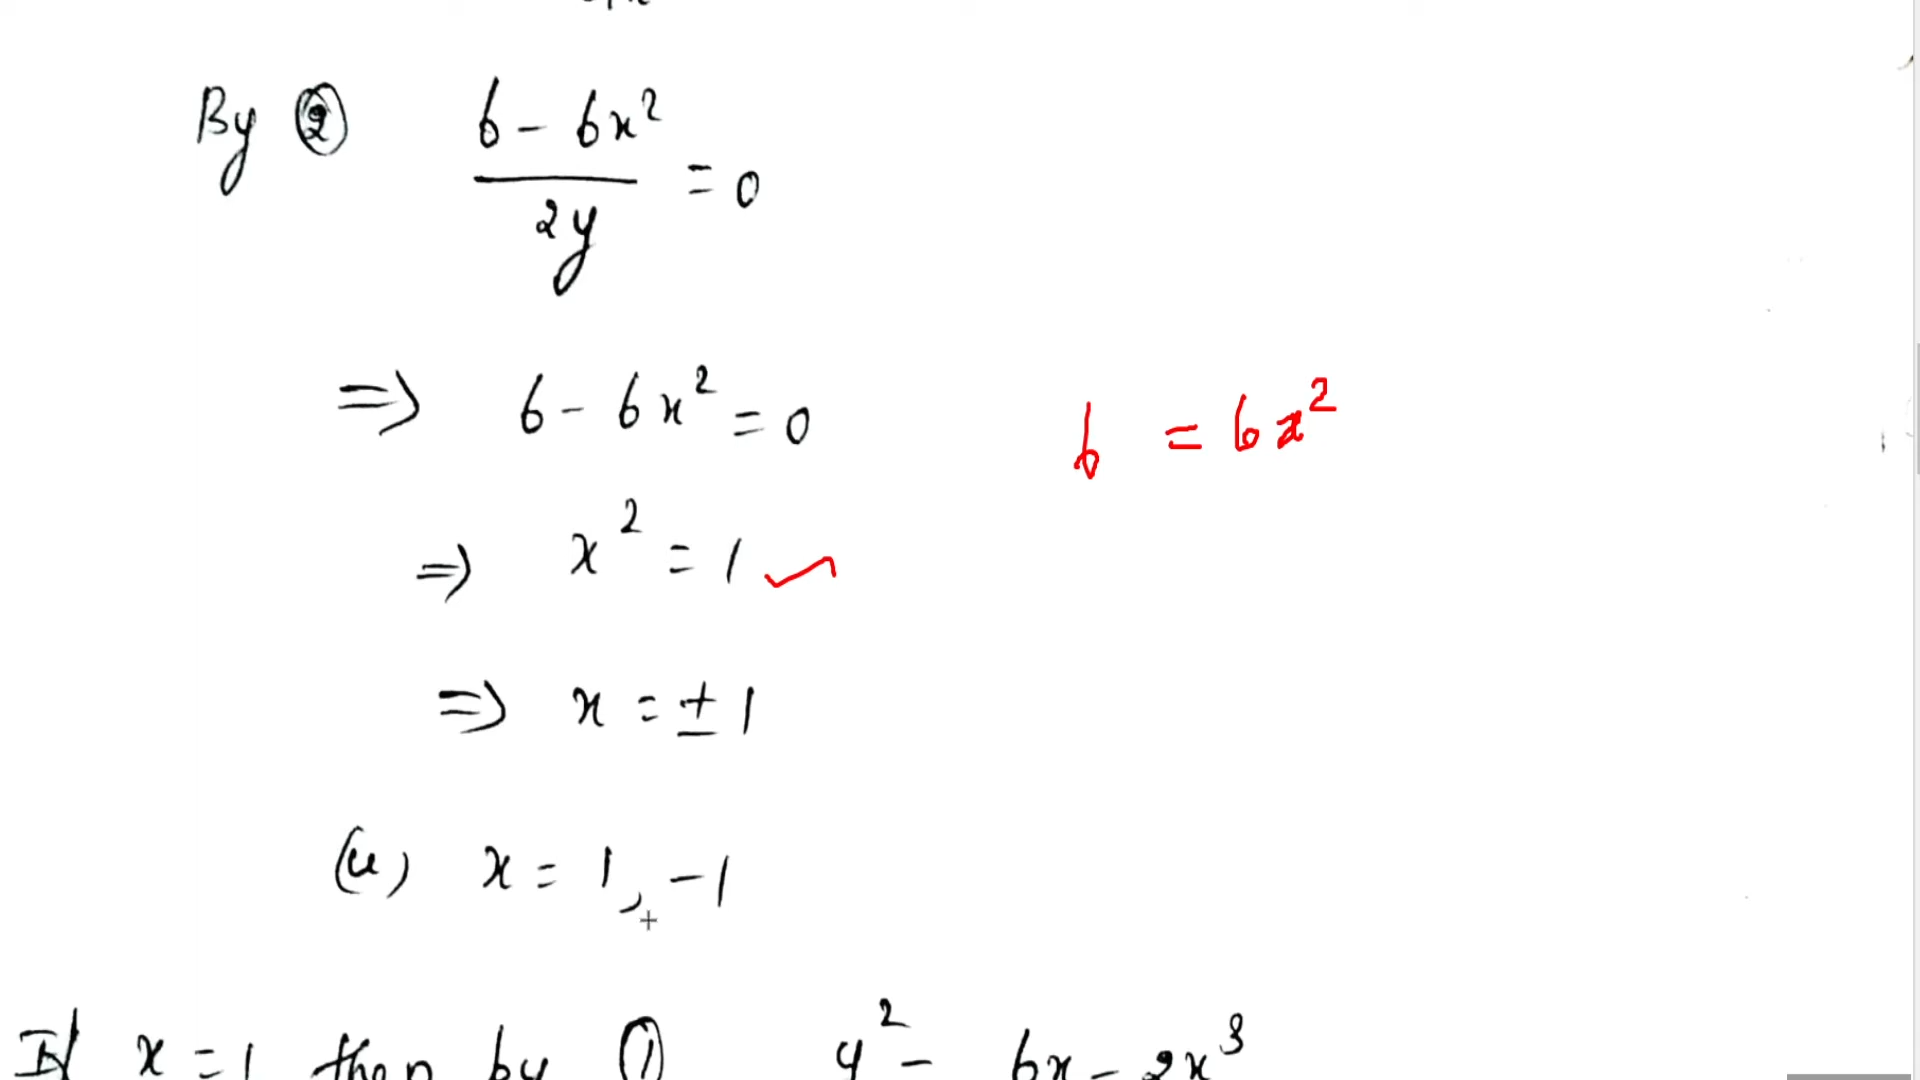 By ② 6 - 6x²
2y = 0
⇒ 6 - 6x² = 0 6 = 6x²
⇒ x² = 1
⇒ x = ± 1
x = 1, -1
If x = 1 then by ① y² - 6x - 2x³